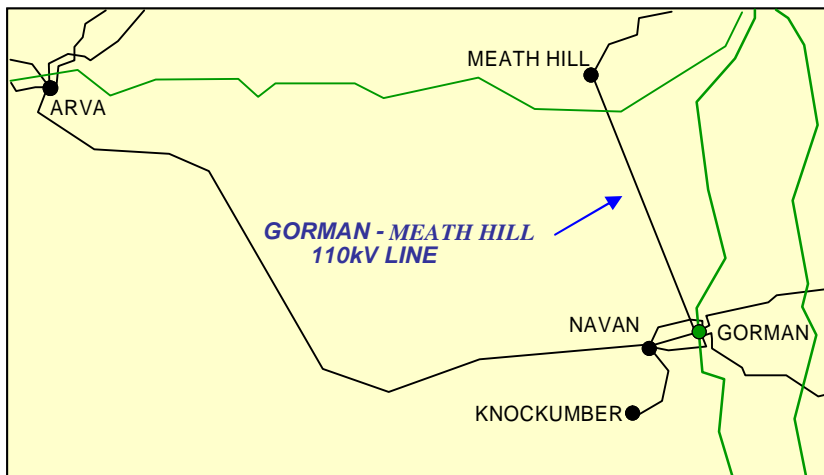 MEATH HILL
ARVA
GORMAN - MEATH HILL
110kV LINE
NAVAN
GORMAN
KNOCKUMBER